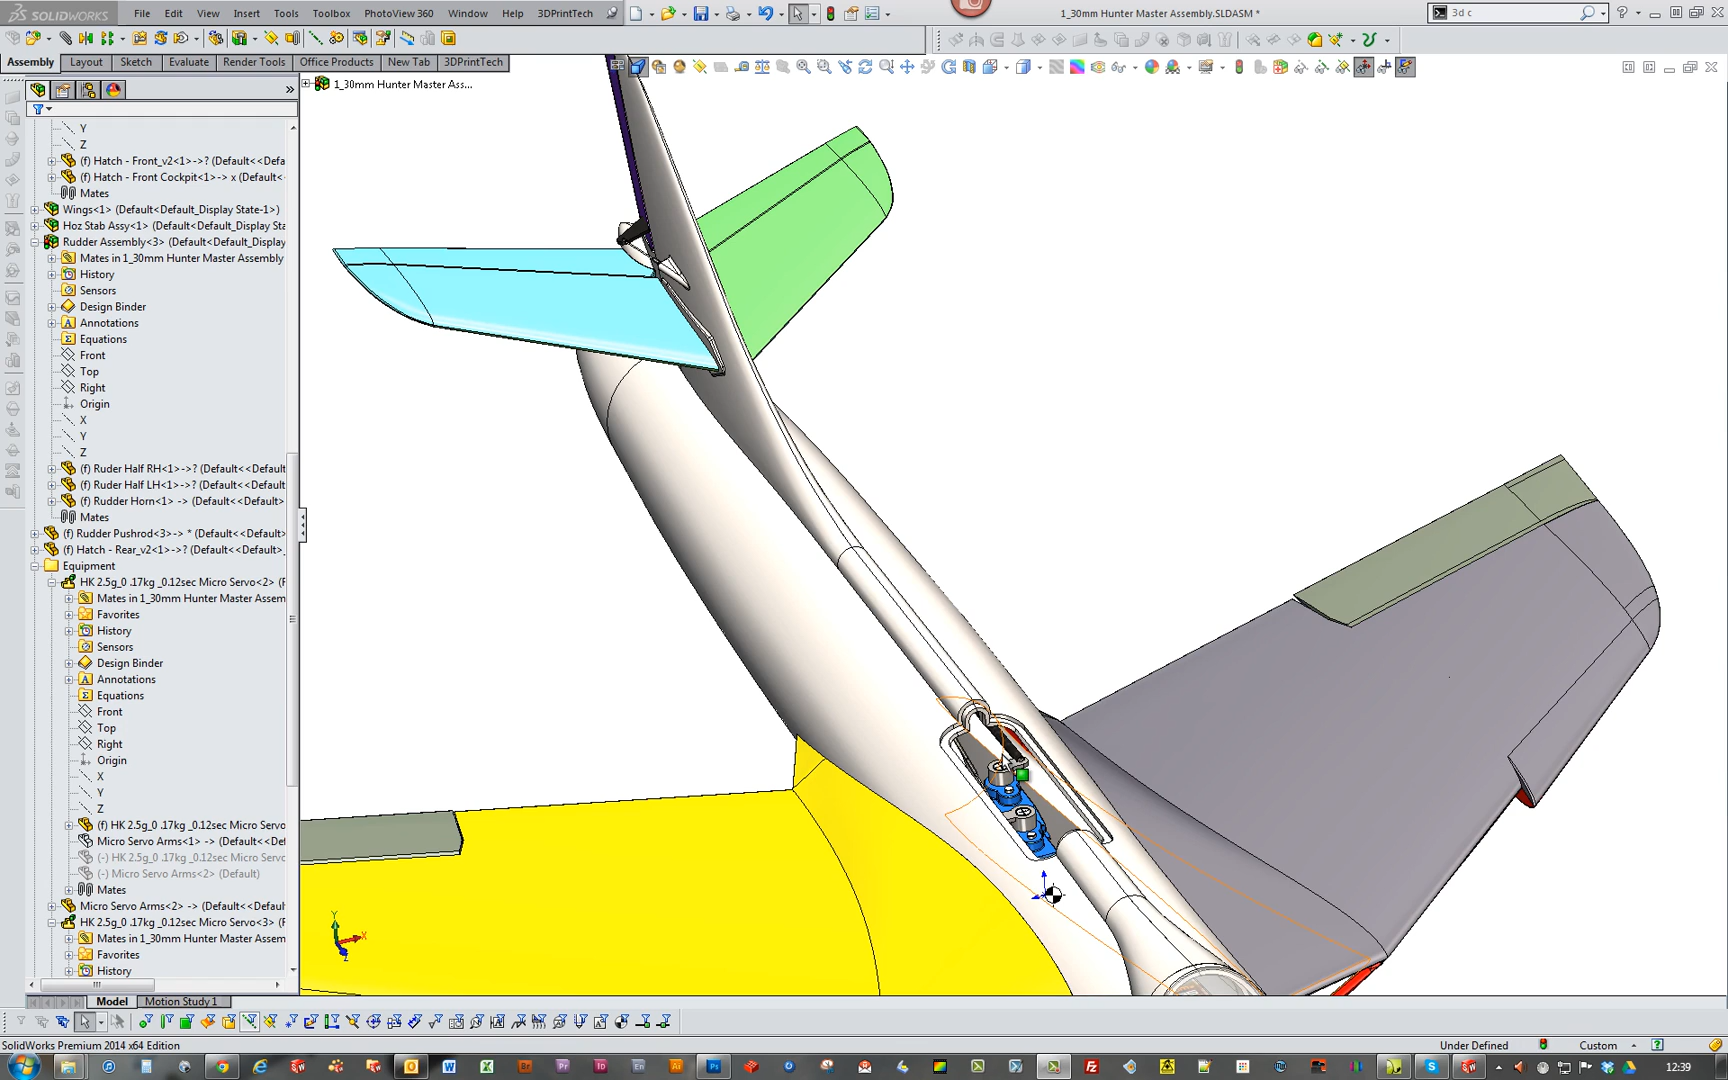 SOLIDWORKS File Edit View Insert Tools Toolbox PhotoView 360 Window Help 3DPrintTech 1_30mm Hunter Master Assembly.SLDASM * 3d c
Assembly Layout Sketch Evaluate Render Tools Office Products New Tab 3DPrintTech
1_30mm Hunter Master Ass...
Y
Z
(f) Hatch - Front_v2<1>->? (Default<<Defa
(f) Hatch - Front Cockpit<1>-> x (Default<
Mates
Wings<1> (Default<Default_Display State-1>)
Hoz Stab Assy<1> (Default<Default_Display Sta
Rudder Assembly<3> (Default<Default_Display
Mates in 1_30mm Hunter Master Assembly
History
Sensors
Design Binder
Annotations
Equations
Front
Top
Right
Origin
X
Y
Z
(f) Ruder Half RH<1>->? (Default<<Default
(f) Ruder Half LH<1>->? (Default<<Default
(f) Rudder Horn<1> -> (Default<<Default>
Mates
(f) Rudder Pushrod<3>-> * (Default<<Default>
(f) Hatch - Rear_v2<1>->? (Default<<Default>_
Equipment
HK 2.5g_0 .17kg _0.12sec Micro Servo<2> (F
Mates in 1_30mm Hunter Master Assem
Favorites
History
Sensors
Design Binder
Annotations
Equations
Front
Top
Right
Origin
X
Y
Z
(f) HK 2.5g_0 .17kg _0.12sec Micro Servo
Micro Servo Arms<1> -> (Default<<Def
(-) HK 2.5g_0 .17kg _0.12sec Micro Servo
(-) Micro Servo Arms<2> (Default)
Mates
Micro Servo Arms<2> -> (Default<<Defaul
HK 2.5g_0 .17kg _0.12sec Micro Servo<3> (F
Mates in 1_30mm Hunter Master Assem
Favorites
History
Y
X
Z
Model Motion Study 1
SolidWorks Premium 2014 x64 Edition Under Defined Custom
12:39